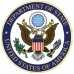 DEPARTMENT OF STATE
UNITED STATES OF AMERICA